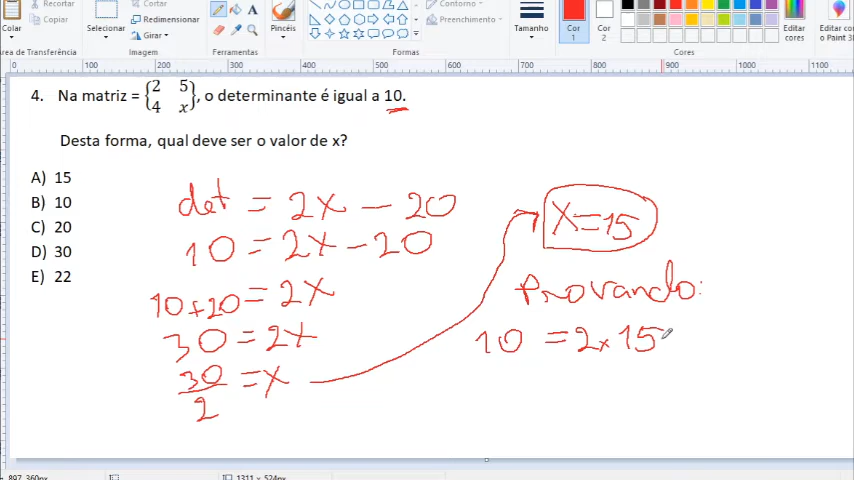 Recortar
Cortar
Contorno
Copiar
Redimensionar
Preenchimento
Colar
Selecionar
Girar
Pincéis
Tamanho
Cor 1
Cor 2
Editar cores
Editar co
o Paint 3
Área de Transferência
Imagem
Ferramentas
Formas
Cores
0 100 200 300 400 500 600 700 800 900 1000 1100
4. Na matriz = {2 5
4 x}, o determinante é igual a 10.
Desta forma, qual deve ser o valor de x?
A) 15
B) 10
C) 20
D) 30
E) 22
det = 2x - 20
10 = 2x - 20
10+20 = 2x
30 = 2x
30/2 = x
x=15
Provando:
10 = 2x15
897, 360px
1311 × 524px